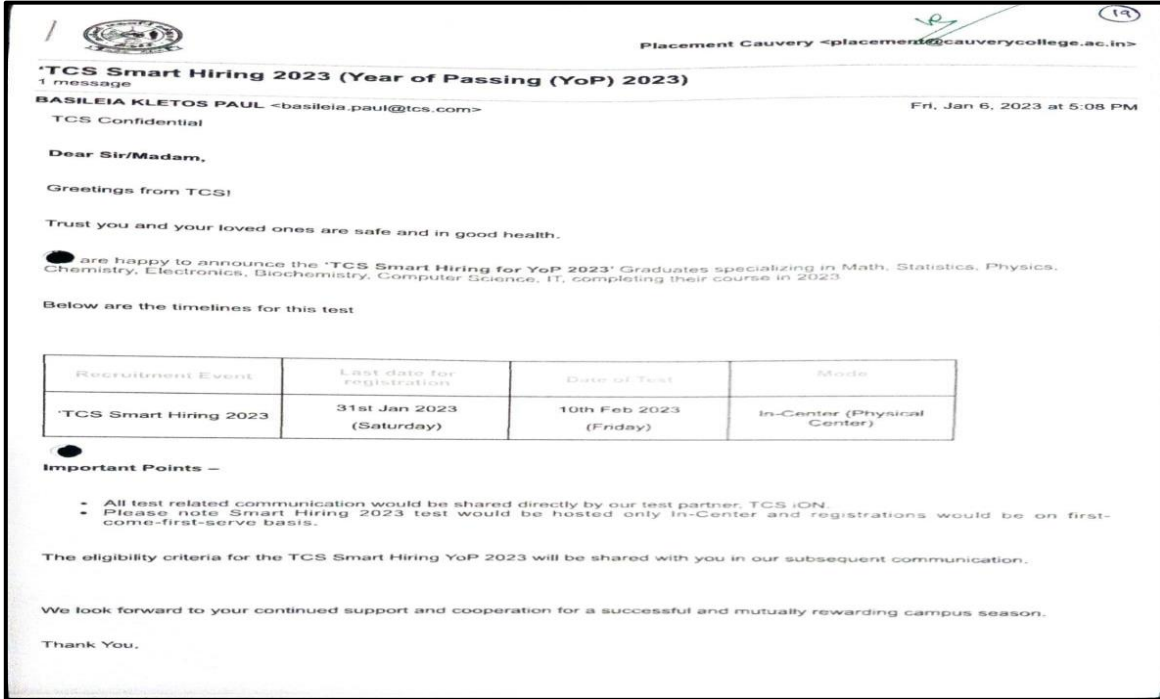 19
Placement Cauvery <placement@cauverycollege.ac.in>
'TCS Smart Hiring 2023 (Year of Passing (YoP) 2023)
1 message
BASILEIA KLETOS PAUL <basileia.paul@tcs.com>
Fri, Jan 6, 2023 at 5:08 PM
TCS Confidential
Dear Sir/Madam,
Greetings from TCS!
Trust you and your loved ones are safe and in good health.
are happy to announce the 'TCS Smart Hiring for YoP 2023' Graduates specializing in Math, Statistics, Physics,
Chemistry, Electronics, Biochemistry, Computer Science, IT, completing their course in 2023
Below are the timelines for this test
Recruitment Event
Last date for
registration
Date of Test
Mode
'TCS Smart Hiring 2023
31st Jan 2023
(Saturday)
10th Feb 2023
(Friday)
In-Center (Physical
Center)
Important Points –
• All test related communication would be shared directly by our test partner, TCS iON.
• Please note Smart Hiring 2023 test would be hosted only In-Center and registrations would be on first-
come-first-serve basis.
The eligibility criteria for the TCS Smart Hiring YoP 2023 will be shared with you in our subsequent communication.
We look forward to your continued support and cooperation for a successful and mutually rewarding campus season.
Thank You,